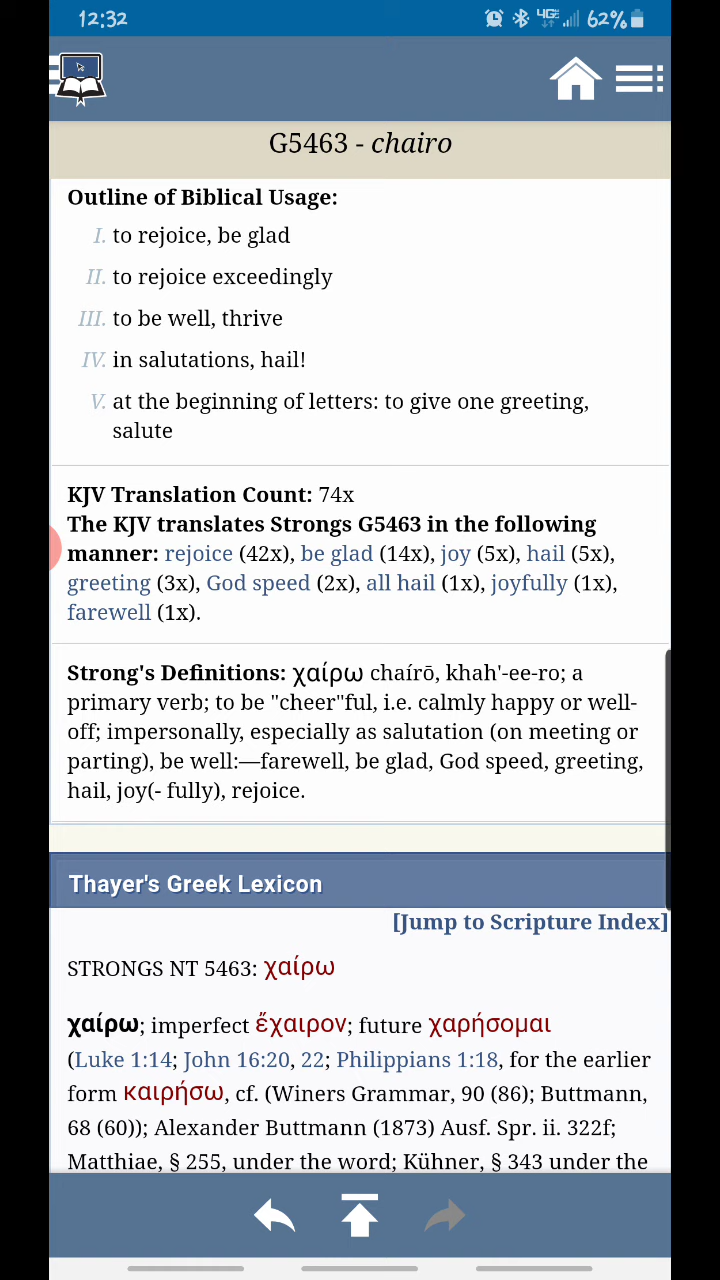 12:32
4GE 62%
G5463 - chairo
Outline of Biblical Usage:
I. to rejoice, be glad
II. to rejoice exceedingly
III. to be well, thrive
IV. in salutations, hail!
V. at the beginning of letters: to give one greeting,
salute
KJV Translation Count: 74x
The KJV translates Strongs G5463 in the following
manner: rejoice (42x), be glad (14x), joy (5x), hail (5x),
greeting (3x), God speed (2x), all hail (1x), joyfully (1x),
farewell (1x).
Strong's Definitions: χαίρω chaírō, khah'-ee-ro; a
primary verb; to be "cheer"ful, i.e. calmly happy or well-
off; impersonally, especially as salutation (on meeting or
parting), be well:—farewell, be glad, God speed, greeting,
hail, joy(- fully), rejoice.
Thayer's Greek Lexicon
[Jump to Scripture Index]
STRONGS NT 5463: χαίρω
χαίρω; imperfect ἔχαιρον; future χαρήσομαι
(Luke 1:14; John 16:20, 22; Philippians 1:18, for the earlier
form καιρήσω, cf. (Winers Grammar, 90 (86); Buttmann,
68 (60)); Alexander Buttmann (1873) Ausf. Spr. ii. 322f;
Matthiae, § 255, under the word; Kühner, § 343 under the